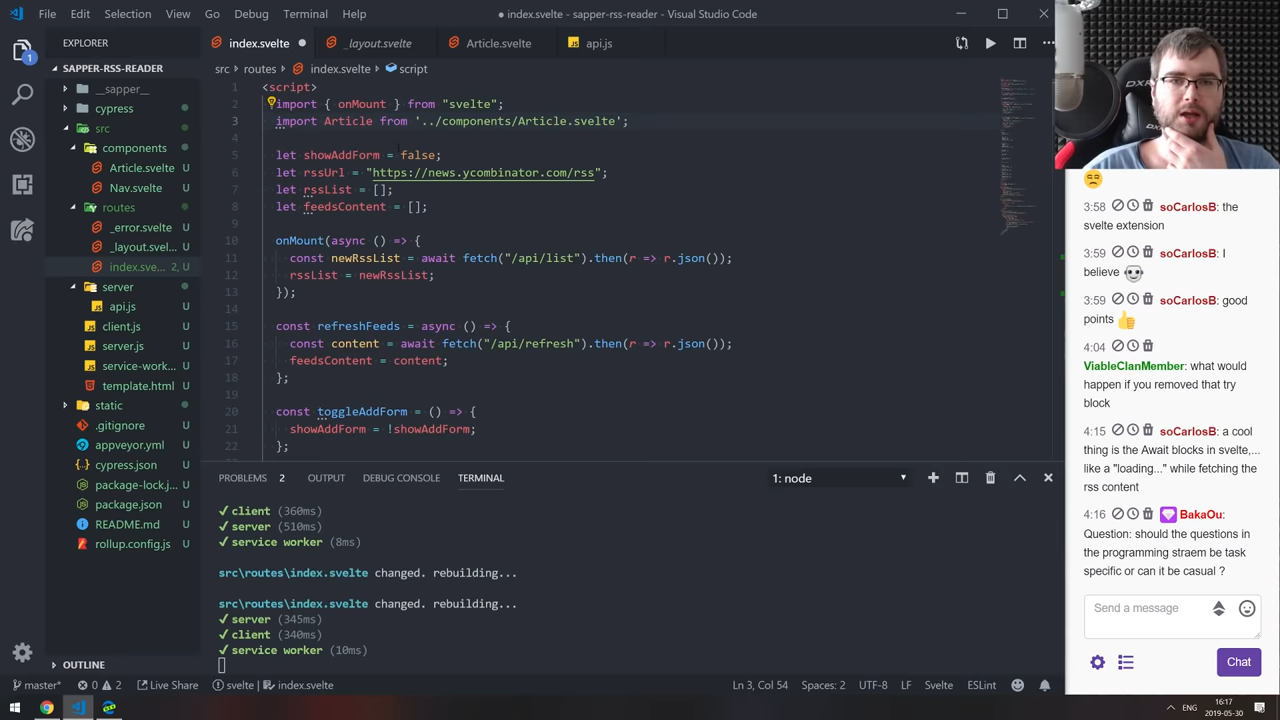 File Edit Selection View Go Debug Terminal Help
● index.svelte - sapper-rss-reader - Visual Studio Code
EXPLORER
SAPPER-RSS-READER
__sapper__
cypress
src
components
Article.svelte U
Nav.svelte U
routes
_error.svelte U
_layout.svel... U
index.sve... 2, U
server
api.js U
client.js U
server.js U
service-work... U
template.html U
static
.gitignore U
appveyor.yml U
cypress.json U
package-lock.j... U
package.json U
README.md U
rollup.config.js U
OUTLINE
1
index.svelte
_layout.svelte
Article.svelte
api.js
src › routes › index.svelte › script
1 <script>
2 import { onMount } from "svelte";
3 import Article from '../components/Article.svelte';
4
5 let showAddForm = false;
6 let rssUrl = "https://news.ycombinator.com/rss";
7 let rssList = [];
8 let feedsContent = [];
9
10 onMount(async () => {
11 const newRssList = await fetch("/api/list").then(r => r.json());
12 rssList = newRssList;
13 });
14
15 const refreshFeeds = async () => {
16 const content = await fetch("/api/refresh").then(r => r.json());
17 feedsContent = content;
18 };
19
20 const toggleAddForm = () => {
21 showAddForm = !showAddForm;
22 };
PROBLEMS 2 OUTPUT DEBUG CONSOLE TERMINAL
1: node
✔ client (360ms)
✔ server (510ms)
✔ service worker (8ms)
src\routes\index.svelte changed. rebuilding...
src\routes\index.svelte changed. rebuilding...
✔ server (345ms)
✔ client (340ms)
✔ service worker (10ms)
master* 0 2 Live Share svelte | index.svelte
Ln 3, Col 54 Spaces: 2 UTF-8 LF Svelte ESLint
DXR
DX
3:58 soCarlosB: the
svelte extension
3:59 soCarlosB: I
believe
3:59 soCarlosB: good
points
4:04
ViableClanMember: what would
happen if you removed that try
block
4:15 soCarlosB: a cool
thing is the Await blocks in svelte,...
like a "loading..." while fetching the
rss content
4:16 BakaOu:
Question: should the questions in
the programming straem be task
specific or can it be casual ?
Send a message
Chat
ENG
16:17
2019-05-30